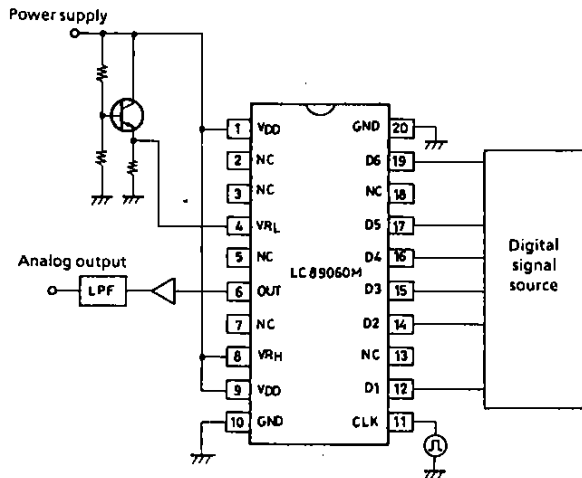 Power supply
1 VDD GND 20
2 NC D6 19
3 NC NC 18
4 VRL D5 17
5 NC D4 16
LC89060M
6 OUT D3 15
7 NC D2 14
8 VRH NC 13
9 VDD D1 12
10 GND CLK 11
Analog output
LPF
Digital
signal
source